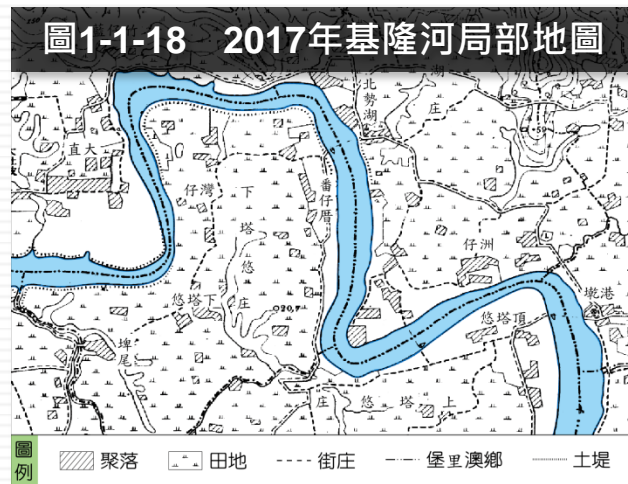 圖1-1-18 2017年基隆河局部地圖
北勢湖
湖庄
大直
灣仔
下塔悠庄
番仔厝
洲仔
港墩
頂塔悠
下塔悠
埤尾
上塔悠庄
圖例
聚落
田地
街庄
堡里澳鄉
土堤